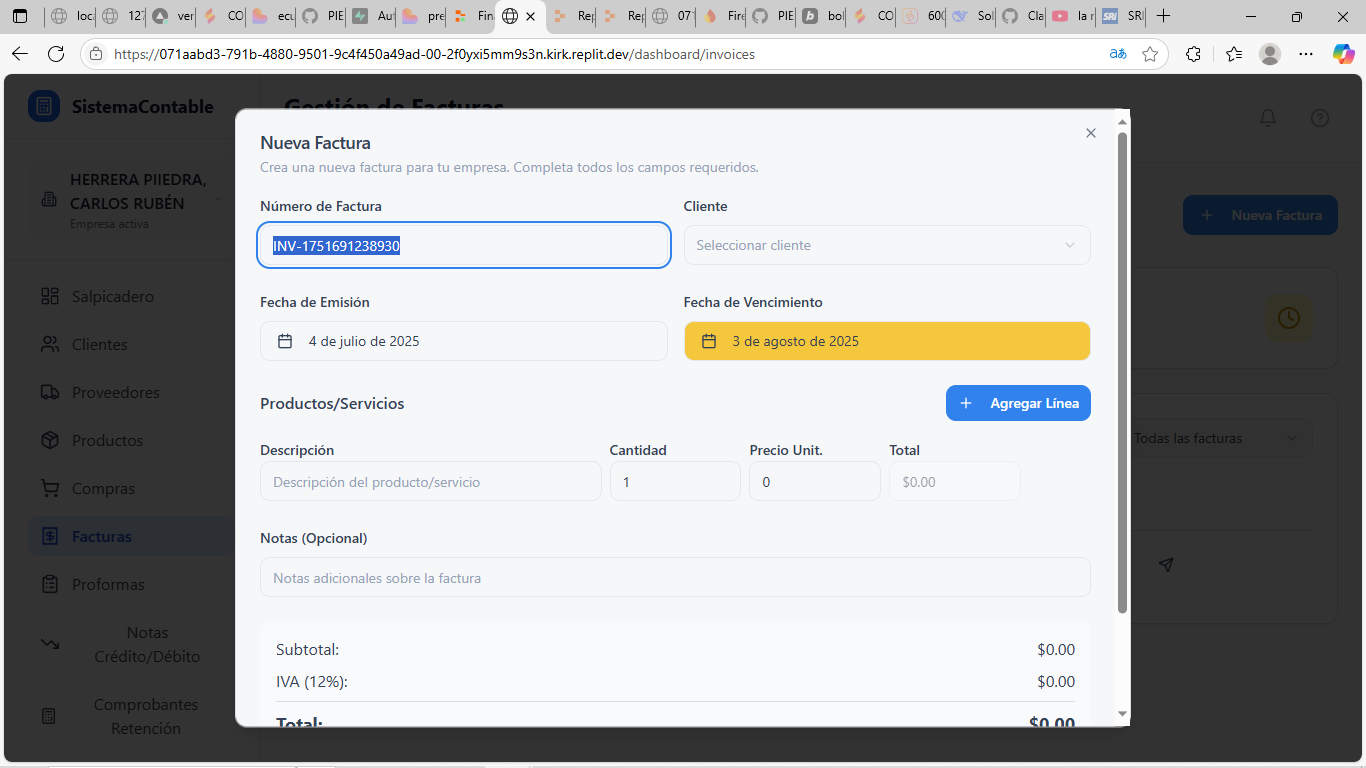 loca
127
ver
CO
ecu
PIE
Aut
pre
Fin
Rep
Rep
07
Fire
PIE
bol
CO
600
Sol
Cla
la r
SRI
SRI
https://071aabd3-791b-4880-9501-9c4f450a49ad-00-2f0yxi5mm9s3n.kirk.replit.dev/dashboard/invoices
SistemaContable
Gestión de Facturas
HERRERA PIIEDRA,
CARLOS RUBÉN
Empresa activa
Salpicadero
Clientes
Proveedores
Productos
Compras
Facturas
Proformas
Notas
Crédito/Débito
Comprobantes
Retención
Nueva Factura
Todas las facturas
Nueva Factura
Crea una nueva factura para tu empresa. Completa todos los campos requeridos.
Número de Factura
Cliente
INV-1751691238930
Seleccionar cliente
Fecha de Emisión
Fecha de Vencimiento
4 de julio de 2025
3 de agosto de 2025
Productos/Servicios
Agregar Línea
Descripción
Cantidad
Precio Unit.
Total
Descripción del producto/servicio
1
0
$0.00
Notas (Opcional)
Notas adicionales sobre la factura
Subtotal:
$0.00
IVA (12%):
$0.00
Total:
$0.00